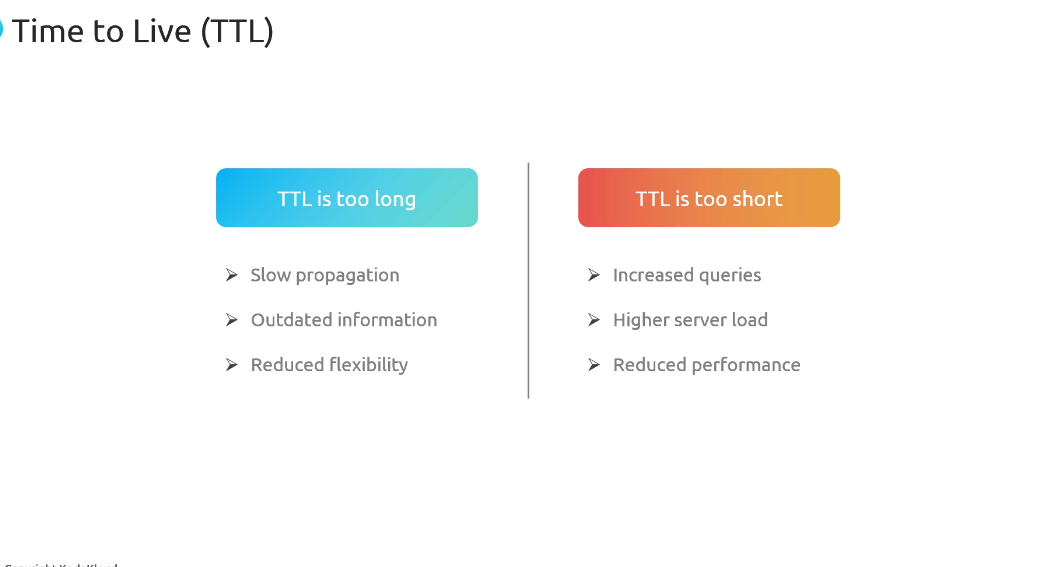 Time to Live (TTL)
TTL is too long
Slow propagation
Outdated information
Reduced flexibility
TTL is too short
Increased queries
Higher server load
Reduced performance